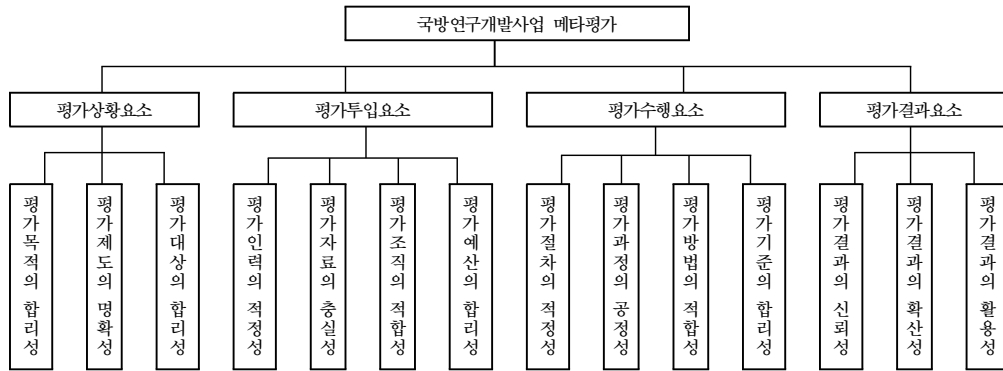 국방연구개발사업 메타평가
평가상황요소
평가투입요소
평가수행요소
평가결과요소
평가목적의 합리성
평가제도의 명확성
평가대상의 합리성
평가인력의 적정성
평가자료의 충실성
평가조직의 적합성
평가예산의 합리성
평가절차의 적정성
평가과정의 공정성
평가방법의 적합성
평가기준의 합리성
평가결과의 신뢰성
평가결과의 확산성
평가결과의 활용성